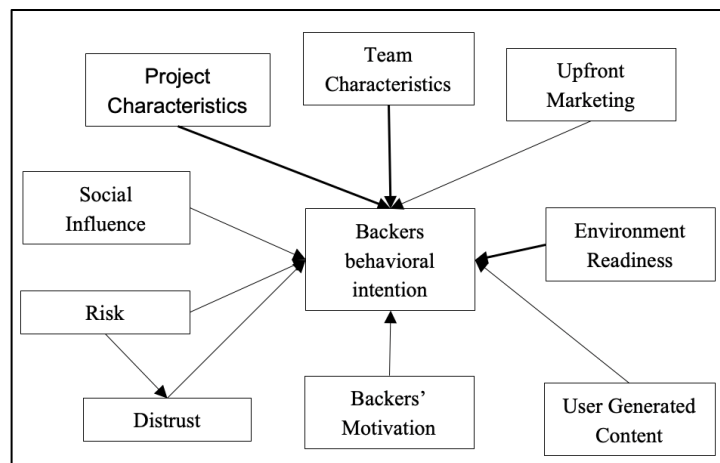 Team
Characteristics
Upfront
Marketing
Project
Characteristics
Social
Influence
Backers
behavioral
intention
Environment
Readiness
Risk
Distrust
Backers’
Motivation
User Generated
Content